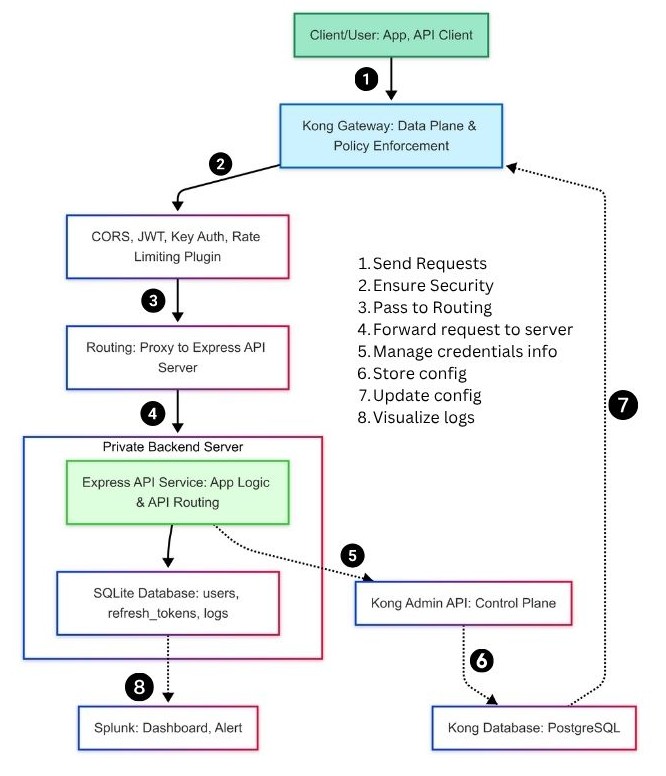 Client/User: App, API Client
1
Kong Gateway: Data Plane &
Policy Enforcement
2
CORS, JWT, Key Auth, Rate
Limiting Plugin
3
Routing: Proxy to Express API
Server
4
1.Send Requests
2.Ensure Security
3.Pass to Routing
4.Forward request to server
5.Manage credentials info
6.Store config
7.Update config
8.Visualize logs
7
Private Backend Server
Express API Service: App Logic
& API Routing
5
SQLite Database: users,
refresh_tokens, logs
Kong Admin API: Control Plane
6
8
Splunk: Dashboard, Alert
Kong Database: PostgreSQL